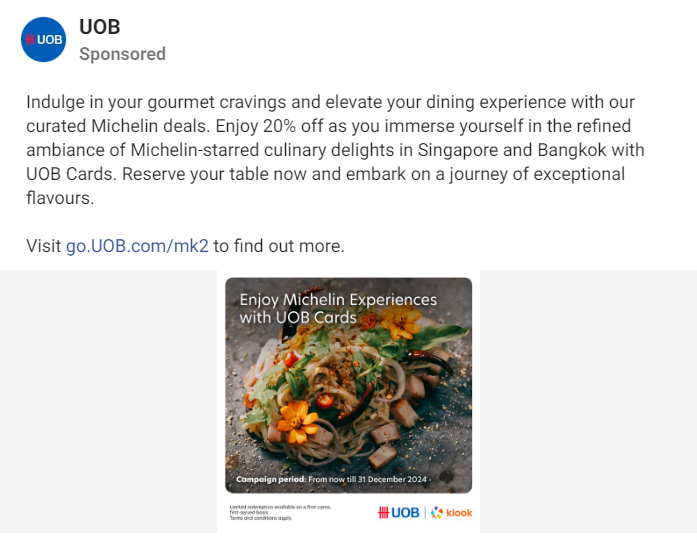 UOB
UOB
Sponsored
Indulge in your gourmet cravings and elevate your dining experience with our
curated Michelin deals. Enjoy 20% off as you immerse yourself in the refined
ambiance of Michelin-starred culinary delights in Singapore and Bangkok with
UOB Cards. Reserve your table now and embark on a journey of exceptional
flavours.
Visit go.UOB.com/mk2 to find out more.
Enjoy Michelin Experiences
with UOB Cards
Campaign period: From now till 31 December 2024
Limited redemption available on a first-come,
first-served basis.
Terms and conditions apply.
UOB | klook